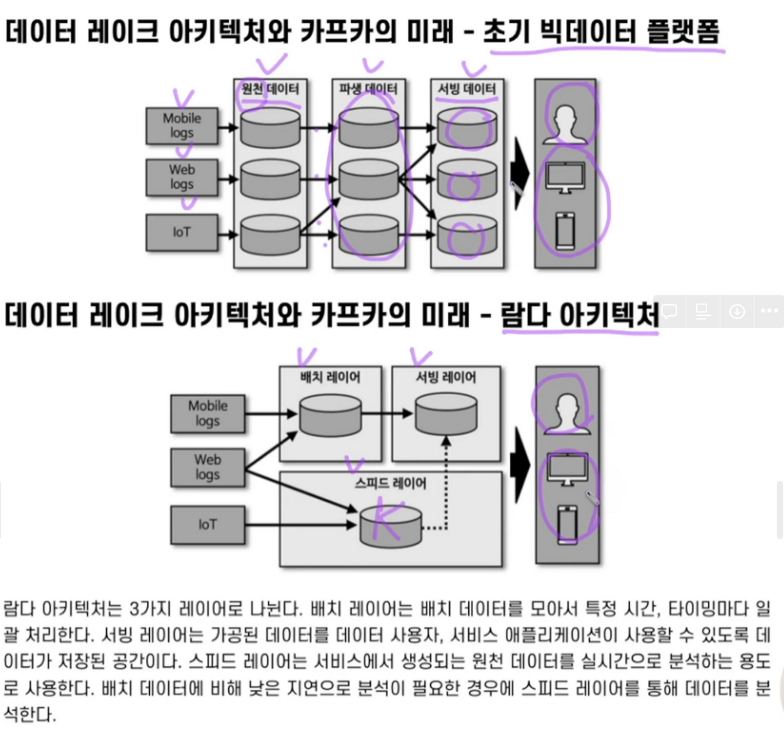 데이터 레이크 아키텍처와 카프카의 미래 - 초기 빅데이터 플랫폼
원천 데이터
파생 데이터
서빙 데이터
Mobile
logs
Web
logs
IoT
데이터 레이크 아키텍처와 카프카의 미래 - 람다 아키텍처
배치 레이어
서빙 레이어
Mobile
logs
Web
logs
스피드 레이어
K
IoT
람다 아키텍처는 3가지 레이어로 나뉜다. 배치 레이어는 배치 데이터를 모아서 특정 시간, 타이밍마다 일
괄 처리한다. 서빙 레이어는 가공된 데이터를 데이터 사용자, 서비스 애플리케이션이 사용할 수 있도록 데
이터가 저장된 공간이다. 스피드 레이어는 서비스에서 생성되는 원천 데이터를 실시간으로 분석하는 용도
로 사용한다. 배치 데이터에 비해 낮은 지연으로 분석이 필요한 경우에 스피드 레이어를 통해 데이터를 분
석한다.